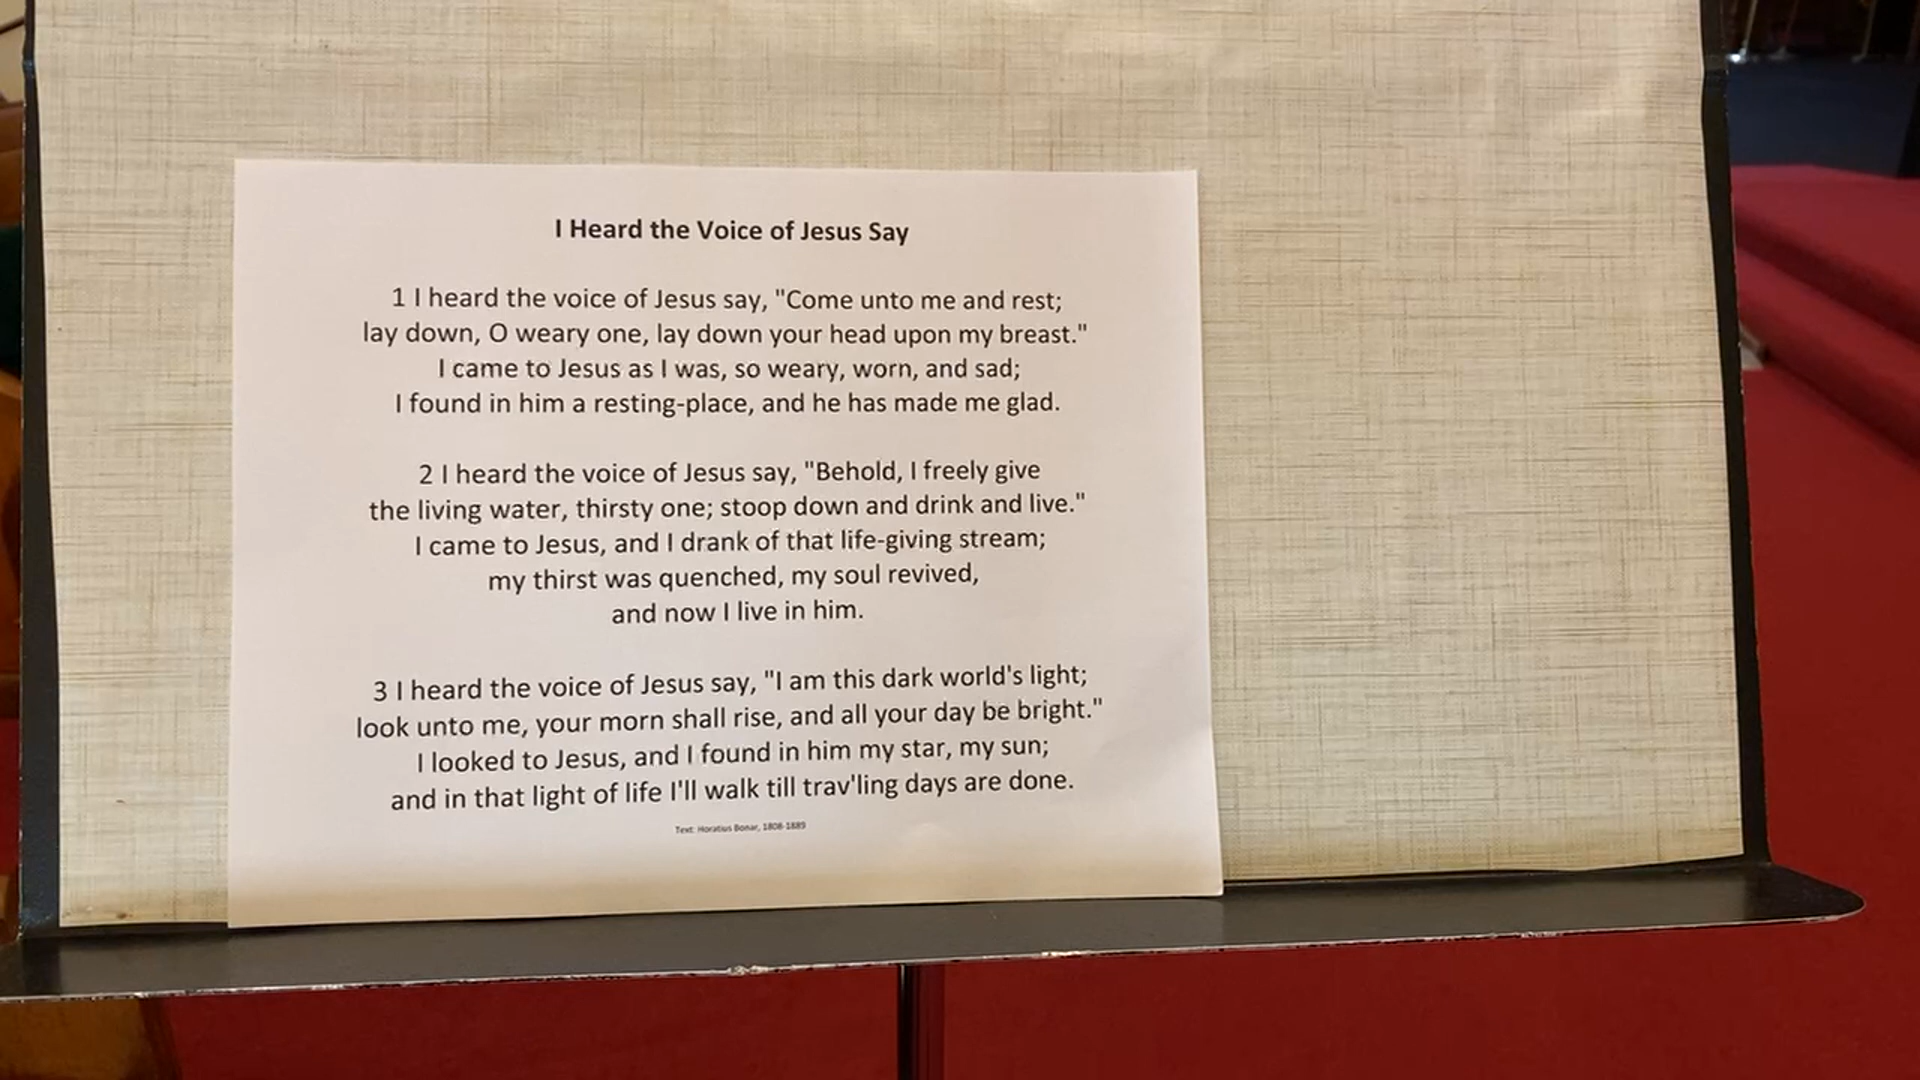 I Heard the Voice of Jesus Say
1 I heard the voice of Jesus say, "Come unto me and rest;
lay down, O weary one, lay down your head upon my breast."
I came to Jesus as I was, so weary, worn, and sad;
I found in him a resting-place, and he has made me glad.
2 I heard the voice of Jesus say, "Behold, I freely give
the living water, thirsty one; stoop down and drink and live."
I came to Jesus, and I drank of that life-giving stream;
my thirst was quenched, my soul revived,
and now I live in him.
3 I heard the voice of Jesus say, "I am this dark world's light;
look unto me, your morn shall rise, and all your day be bright."
I looked to Jesus, and I found in him my star, my sun;
and in that light of life I'll walk till trav'ling days are done.
Text: Horatius Bonar, 1808-1889